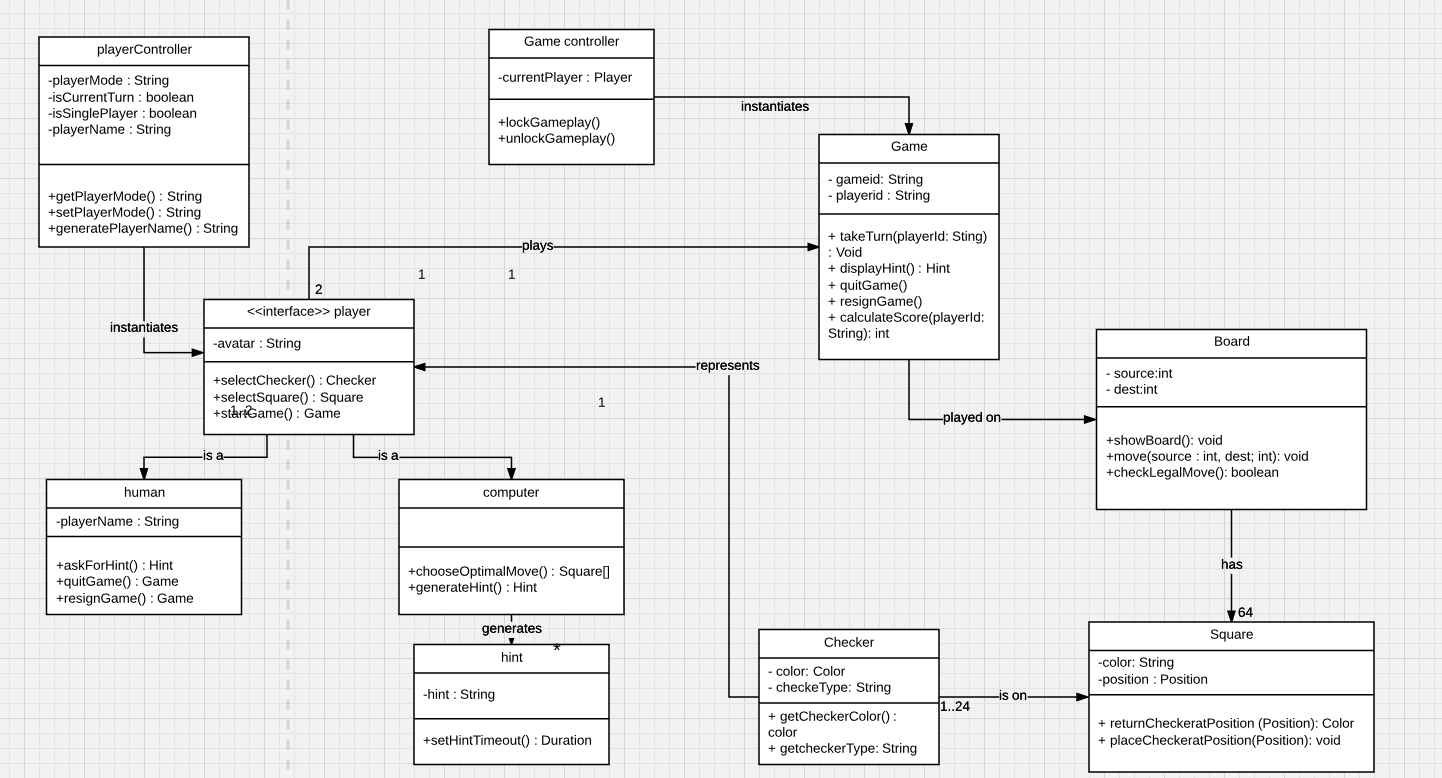 playerController
-playerMode : String
-isCurrentTurn : boolean
-isSinglePlayer : boolean
-playerName : String
+getPlayerMode() : String
+setPlayerMode() : String
+generatePlayerName() : String
Game controller
-currentPlayer : Player
+lockGameplay()
+unlockGameplay()
instantiates
Game
- gameid: String
- playerid : String
+ takeTurn(playerId: Sting)
: Void
+ displayHint() : Hint
+ quitGame()
+ resignGame()
+ calculateScore(playerId:
String): int
plays
1
1
2
instantiates
<<interface>> player
-avatar : String
+selectChecker() : Checker
+selectSquare() : Square
+startGame() : Game
1..2
represents
1
played on
Board
- source:int
- dest:int
+showBoard(): void
+move(source : int, dest; int): void
+checkLegalMove(): boolean
is a
is a
human
-playerName : String
+askForHint() : Hint
+quitGame() : Game
+resignGame() : Game
computer
+chooseOptimalMove() : Square[]
+generateHint() : Hint
generates
*
hint
-hint : String
+setHintTimeout() : Duration
has
64
Checker
- color: Color
- checkeType: String
+ getCheckerColor() :
color
+ getcheckerType: String
is on
1..24
Square
-color: String
-position : Position
+ returnCheckeratPosition (Position): Color
+ placeCheckeratPosition(Position): void